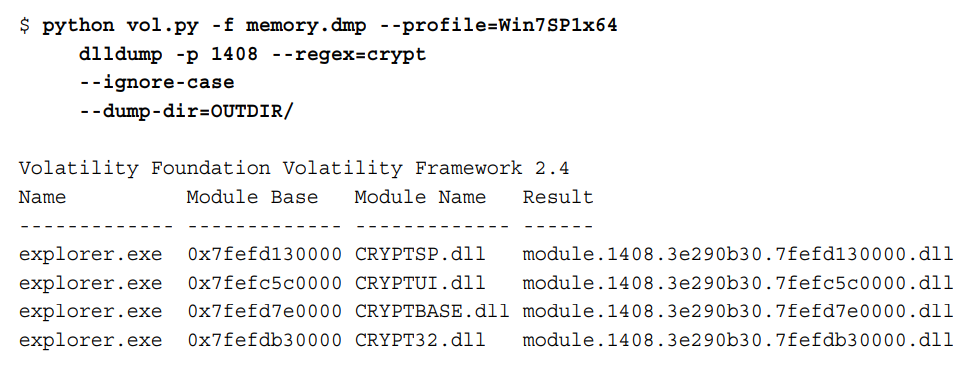 $ python vol.py -f memory.dmp --profile=Win7SP1x64
dlldump -p 1408 --regex=crypt
--ignore-case
--dump-dir=OUTDIR/
Volatility Foundation Volatility Framework 2.4
Name Module Base Module Name Result
------------- ------------- ------------- ------
explorer.exe 0x7fefd130000 CRYPTSP.dll module.1408.3e290b30.7fefd130000.dll
explorer.exe 0x7fefc5c0000 CRYPTUI.dll module.1408.3e290b30.7fefc5c0000.dll
explorer.exe 0x7fefd7e0000 CRYPTBASE.dll module.1408.3e290b30.7fefd7e0000.dll
explorer.exe 0x7fefdb30000 CRYPT32.dll module.1408.3e290b30.7fefdb30000.dll